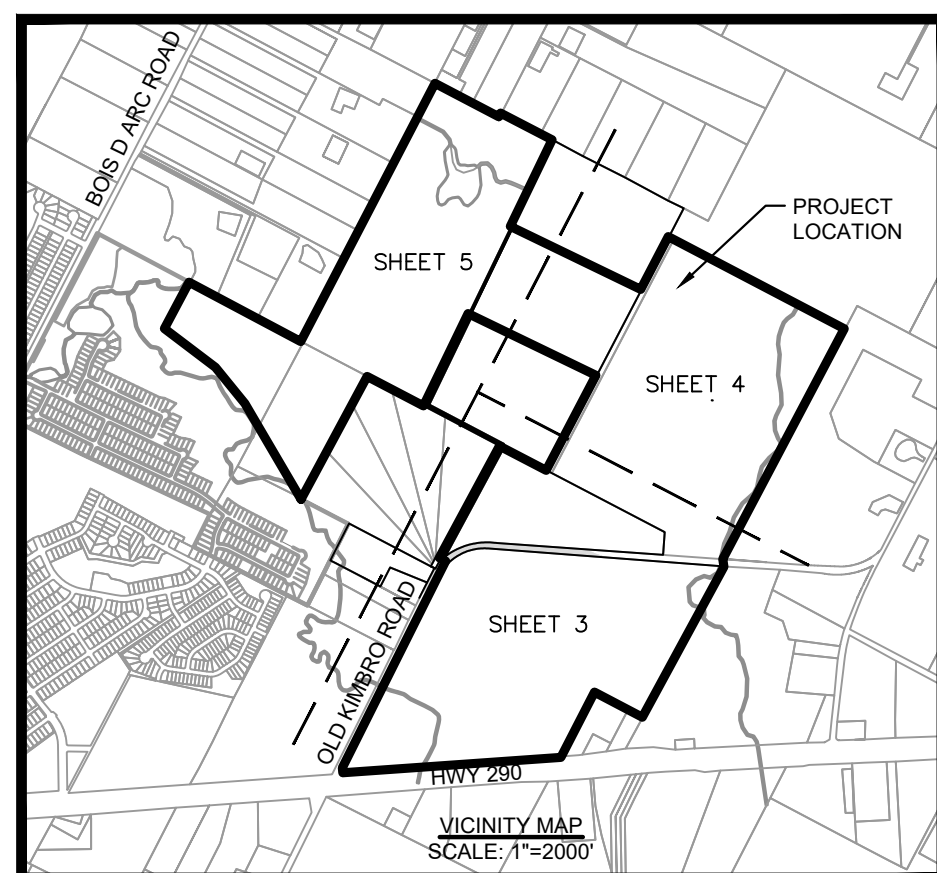 BOIS D ARC ROAD
PROJECT
LOCATION
SHEET 5
SHEET 4
SHEET 3
OLD KIMBRO ROAD
HWY 290
VICINITY MAP
SCALE: 1"=2000'